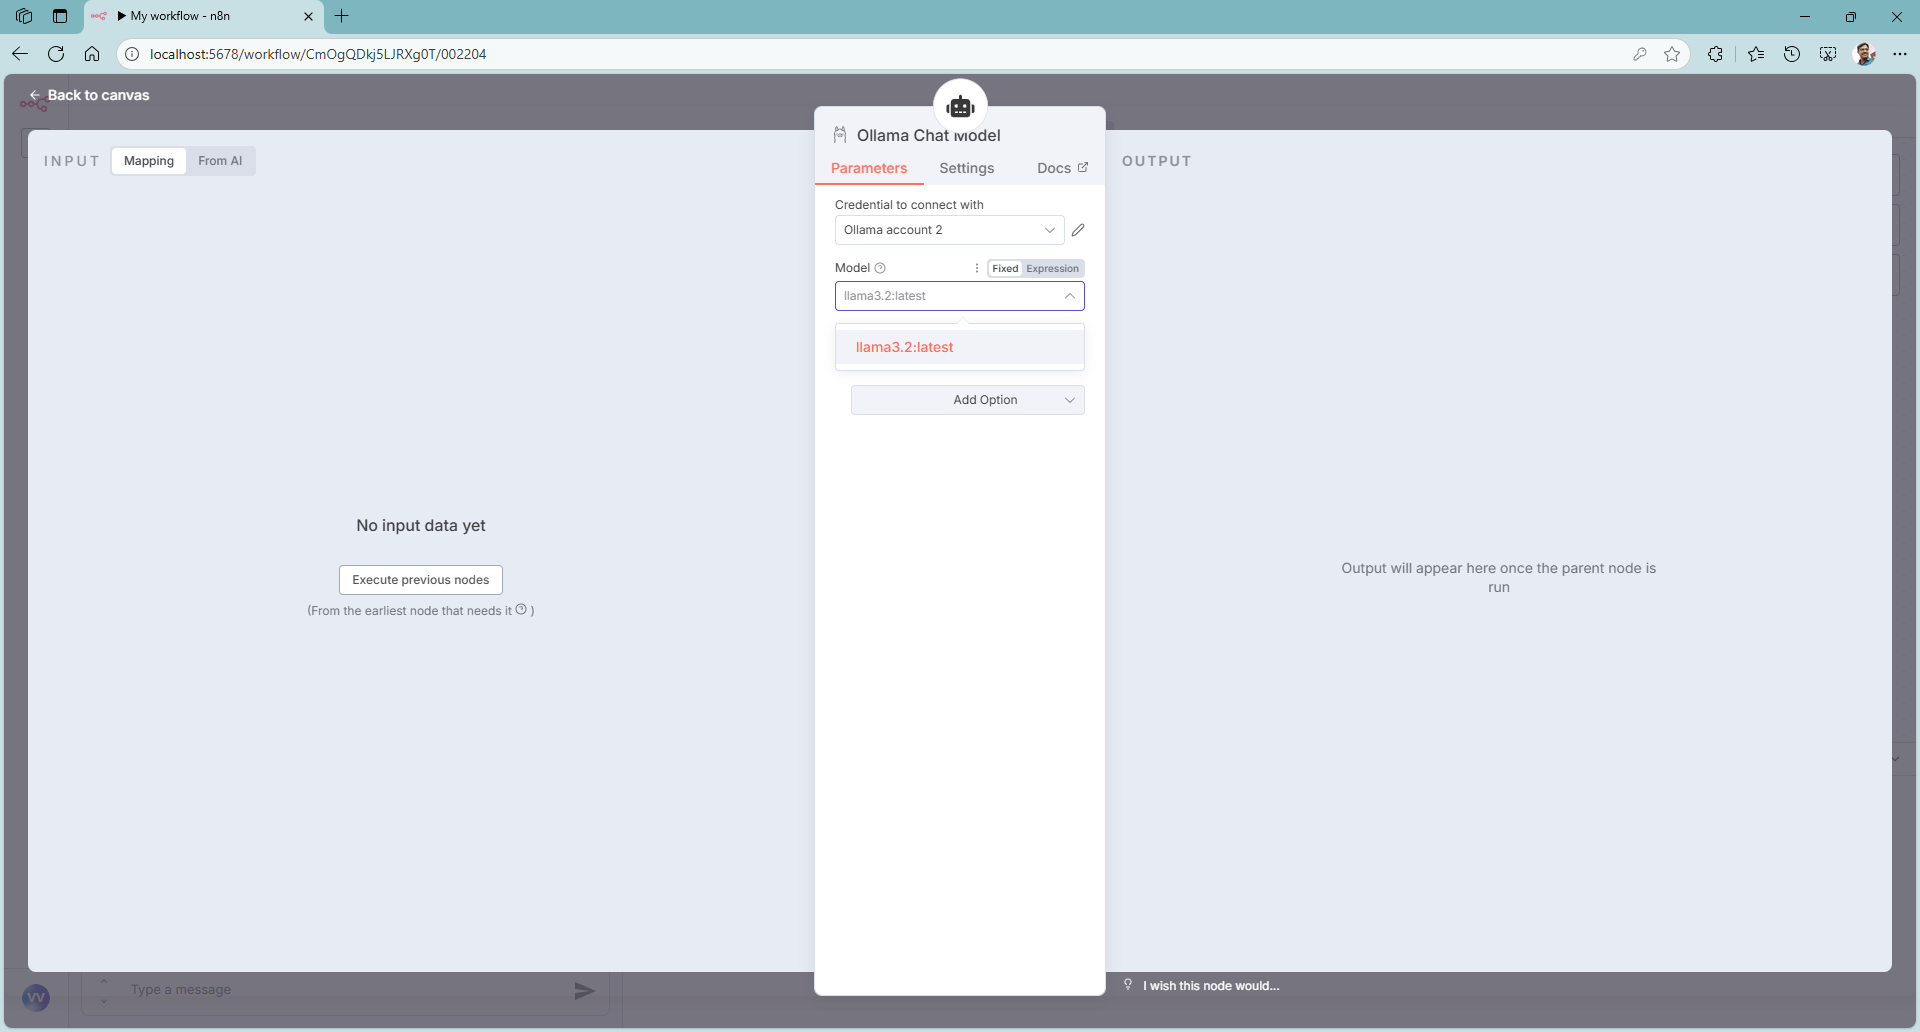 My workflow - n8n
localhost:5678/workflow/CmOgQDkj5LJRXg0T/002204
Back to canvas
INPUT
Mapping
From AI
Ollama Chat Model
Parameters
Settings
Docs
Credential to connect with
Ollama account 2
Model
Fixed
Expression
llama3.2:latest
llama3.2:latest
Add Option
No input data yet
Execute previous nodes
(From the earliest node that needs it )
OUTPUT
Output will appear here once the parent node is
run
VV
Type a message
I wish this node would...